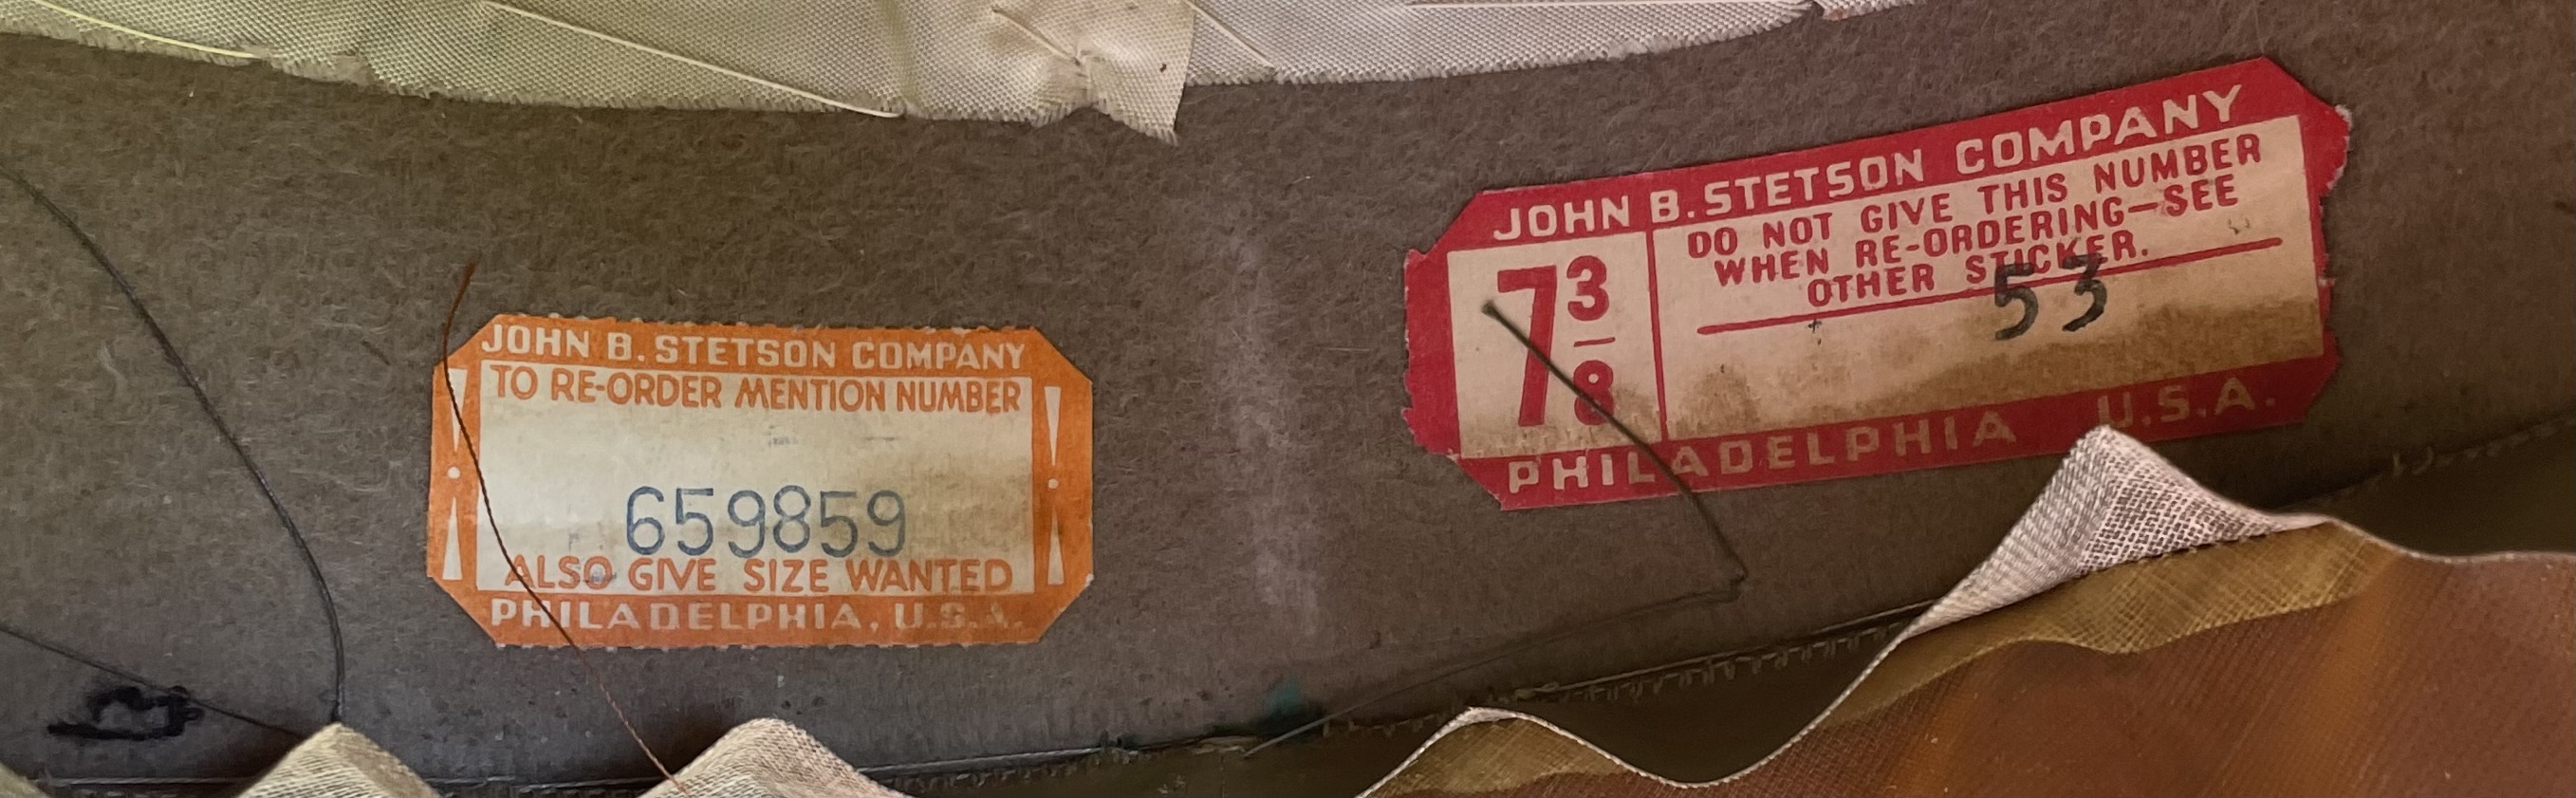 JOHN B. STETSON COMPANY
TO RE-ORDER MENTION NUMBER
659859
ALSO GIVE SIZE WANTED
PHILADELPHIA, U.S.A.
JOHN B. STETSON COMPANY
7 3/8
DO NOT GIVE THIS NUMBER
WHEN RE-ORDERING—SEE
OTHER STICKER.
53
PHILADELPHIA U.S.A.